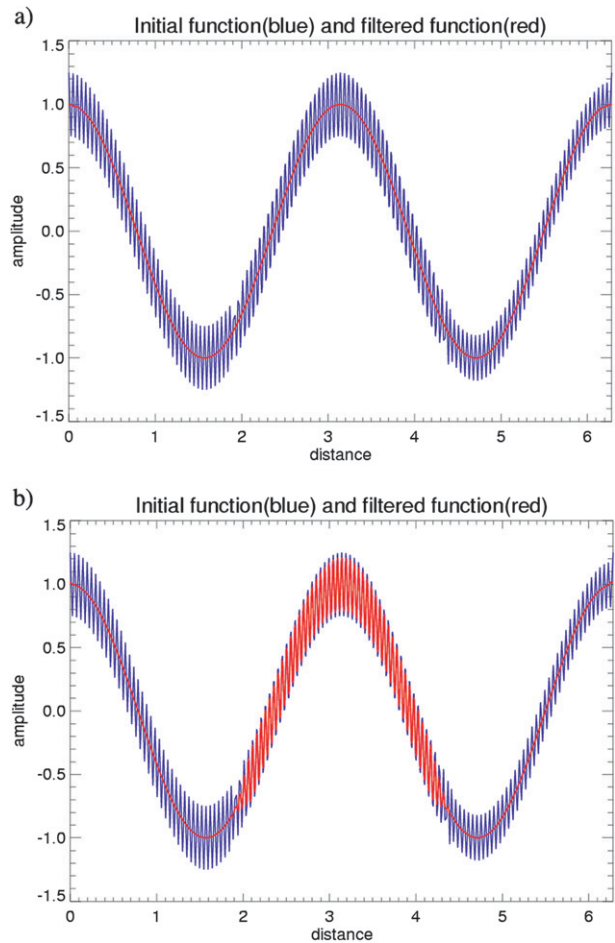 a)
Initial function(blue) and filtered function(red)
1.5
1.0
0.5
0.0
-0.5
-1.0
-1.5
amplitude
0 1 2 3 4 5 6
distance
b)
Initial function(blue) and filtered function(red)
1.5
1.0
0.5
0.0
-0.5
-1.0
-1.5
amplitude
0 1 2 3 4 5 6
distance